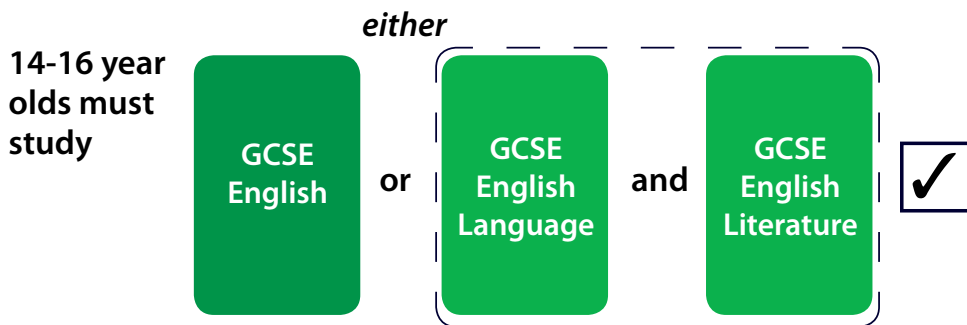 either
14-16 year
olds must
study
GCSE
English
or
GCSE
English
Language
and
GCSE
English
Literature
✓